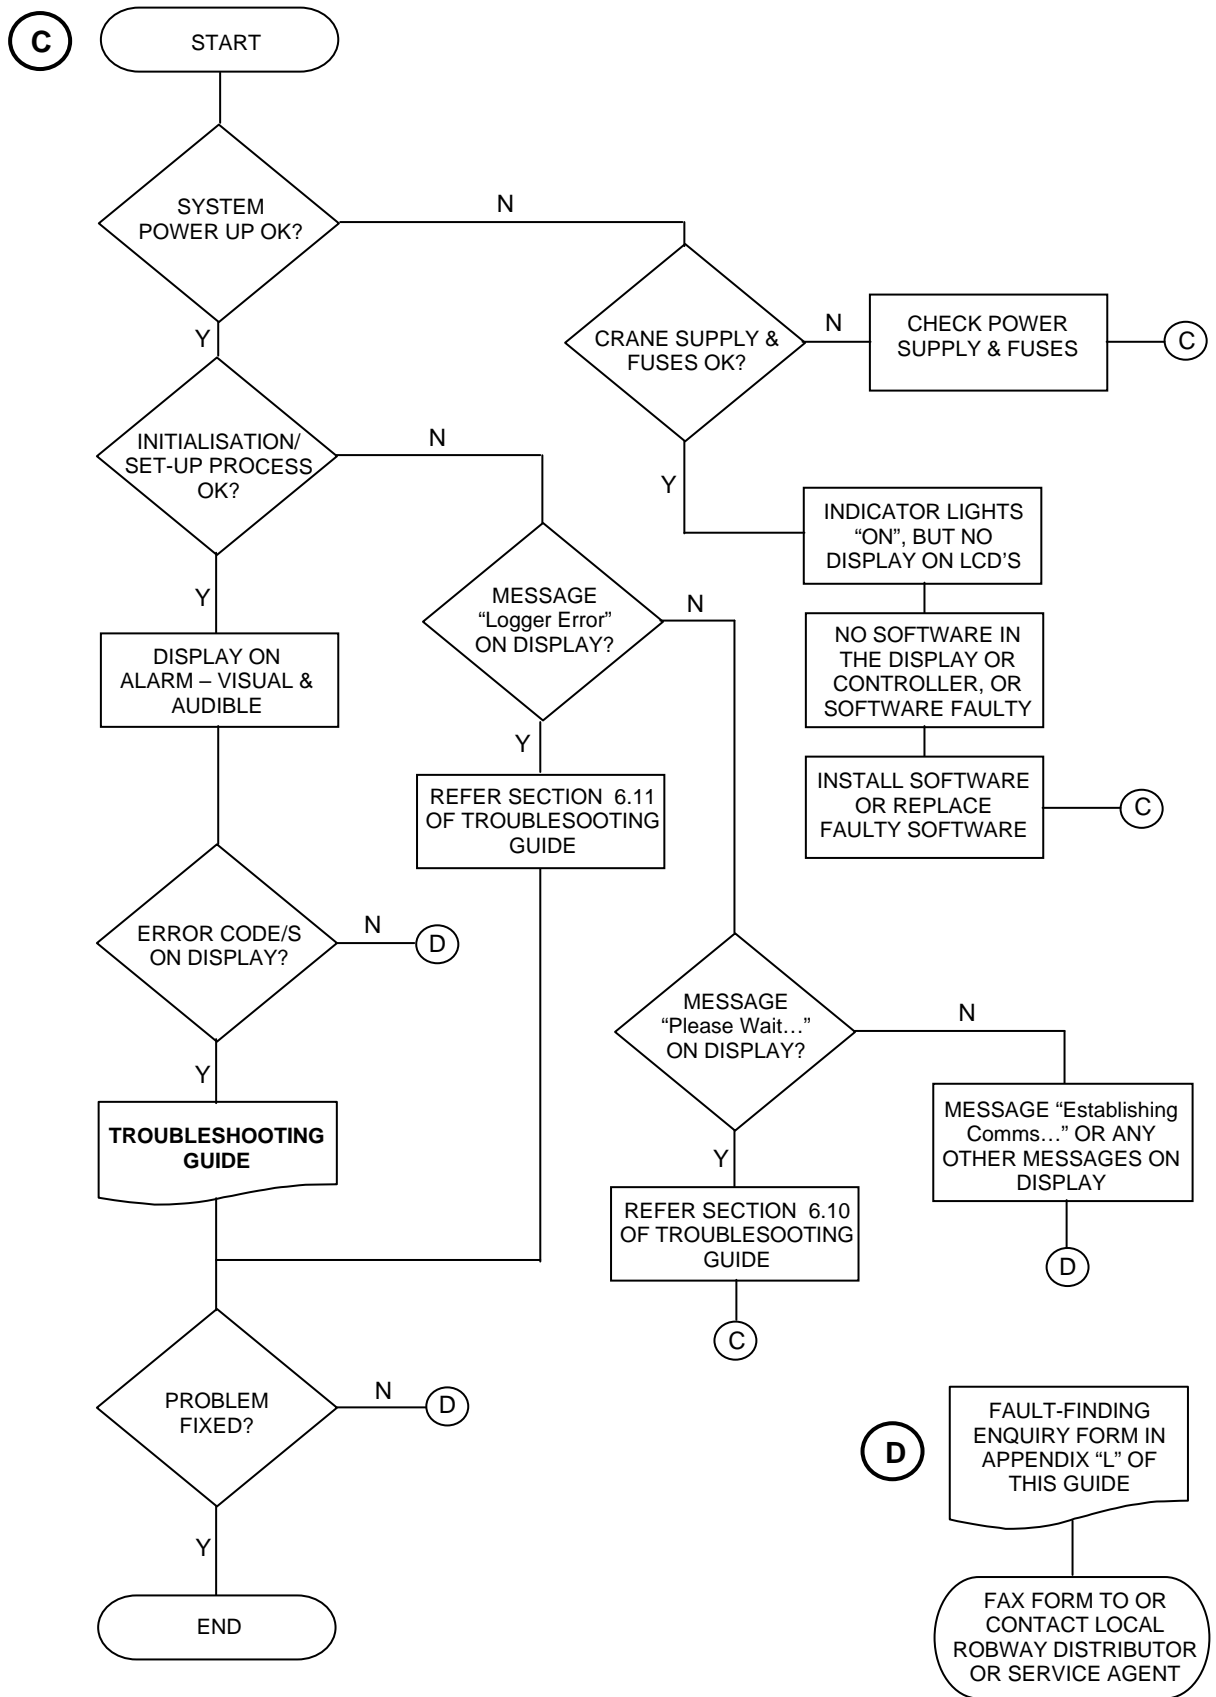 C
START
SYSTEM
POWER UP OK?
N
Y
CRANE SUPPLY &
FUSES OK?
N
CHECK POWER
SUPPLY & FUSES
C
Y
INDICATOR LIGHTS
“ON”, BUT NO
DISPLAY ON LCD'S
NO SOFTWARE IN
THE DISPLAY OR
CONTROLLER, OR
SOFTWARE FAULTY
INSTALL SOFTWARE
OR REPLACE
FAULTY SOFTWARE
C
INITIALISATION/
SET-UP PROCESS
OK?
N
Y
MESSAGE
“Logger Error”
ON DISPLAY?
N
Y
REFER SECTION 6.11
OF TROUBLESOOTING
GUIDE
DISPLAY ON
ALARM – VISUAL &
AUDIBLE
ERROR CODE/S
ON DISPLAY?
N
D
Y
TROUBLESHOOTING
GUIDE
MESSAGE
“Please Wait…”
ON DISPLAY?
N
Y
MESSAGE “Establishing
Comms…” OR ANY
OTHER MESSAGES ON
DISPLAY
D
REFER SECTION 6.10
OF TROUBLESOOTING
GUIDE
C
PROBLEM
FIXED?
N
D
Y
END
D
FAULT-FINDING
ENQUIRY FORM IN
APPENDIX “L” OF
THIS GUIDE
FAX FORM TO OR
CONTACT LOCAL
ROBWAY DISTRIBUTOR
OR SERVICE AGENT